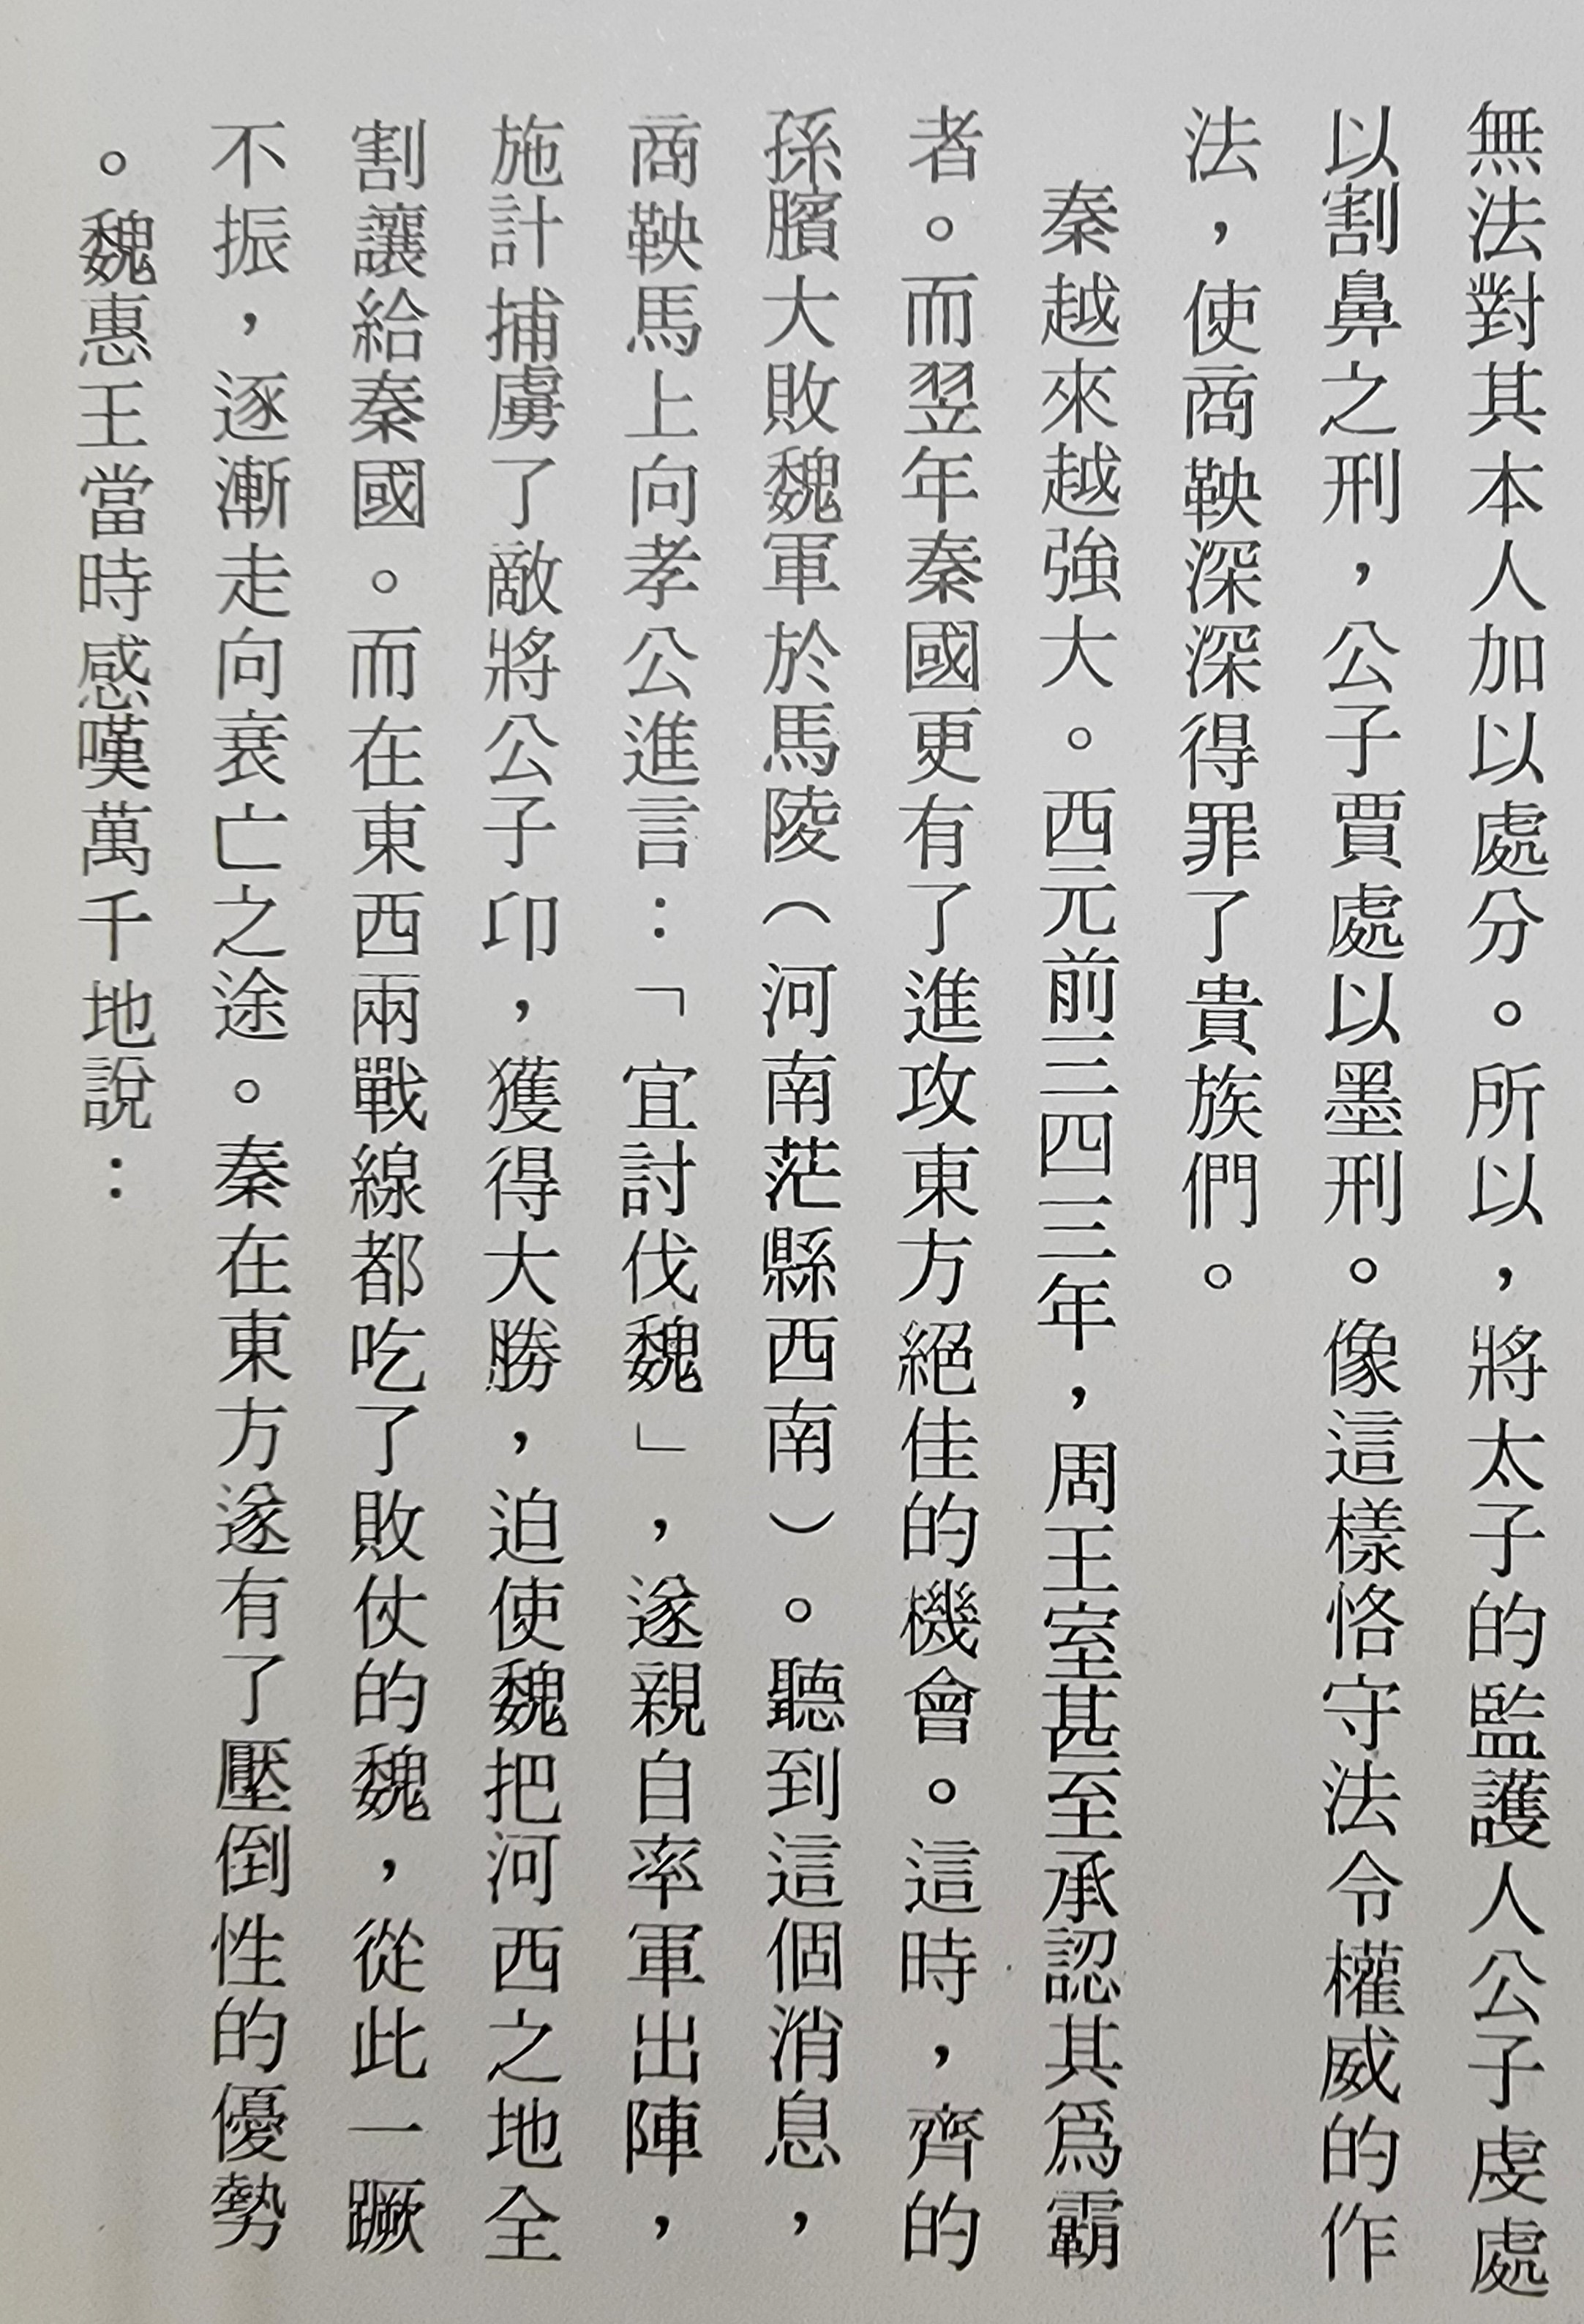 無法對其本人加以處分。所以，將太子的監護人公子虔處
以割鼻之刑，公子賈處以墨刑。像這樣恪守法令權威的作
法，使商鞅深深得罪了貴族們。
秦越來越強大。西元前三四三年，周王室甚至承認其爲霸
者。而翌年秦國更有了進攻東方絕佳的機會。這時，齊的
孫臏大敗魏軍於馬陵（河南茫縣西南）。聽到這個消息，
商鞅馬上向孝公進言：「宜討伐魏」，遂親自率軍出陣，
施計捕虜了敵將公子卬，獲得大勝，迫使魏把河西之地全
割讓給秦國。而在東西兩戰線都吃了敗仗的魏，從此一蹶
不振，逐漸走向衰亡之途。秦在東方遂有了壓倒性的優勢
。魏惠王當時感嘆萬千地說：